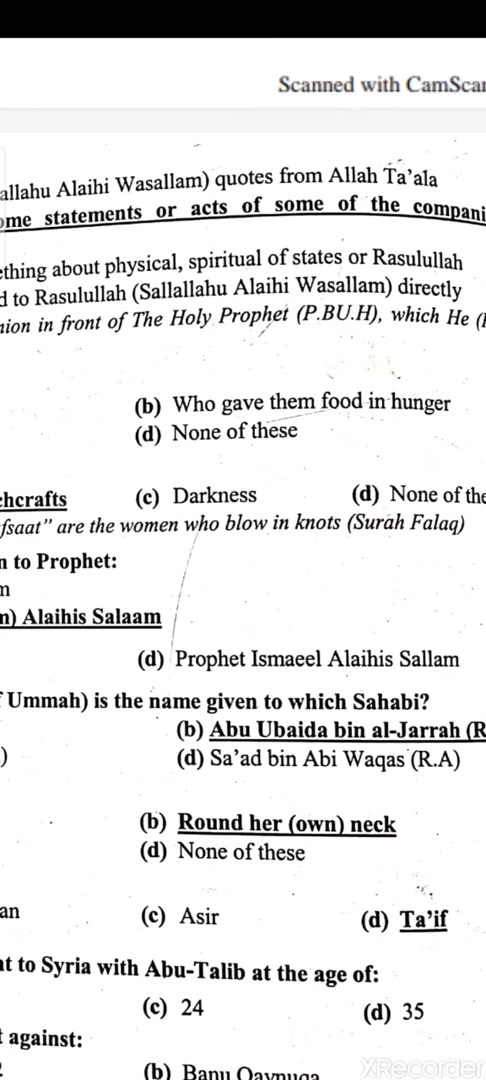 Scanned with CamScan
allahu Alaihi Wasallam) quotes from Allah Ta’ala
ome statements or acts of some of the compani
ething about physical, spiritual of states or Rasulullah
d to Rasulullah (Sallallahu Alaihi Wasallam) directly
nion in front of The Holy Prophet (P.BU.H), which He (
(b) Who gave them food in hunger
(d) None of these
hcrafts (c) Darkness (d) None of the
fsaat” are the women who blow in knots (Surah Falaq)
n to Prophet:
m
n) Alaihis Salaam
(d) Prophet Ismaeel Alaihis Sallam
Ummah) is the name given to which Sahabi?
(b) Abu Ubaida bin al-Jarrah (R
) (d) Sa’ad bin Abi Waqas (R.A)
(b) Round her (own) neck
(d) None of these
an (c) Asir (d) Ta’if
nt to Syria with Abu-Talib at the age of:
(c) 24 (d) 35
t against:
(b) Banu Qaynuqa
XRecorder